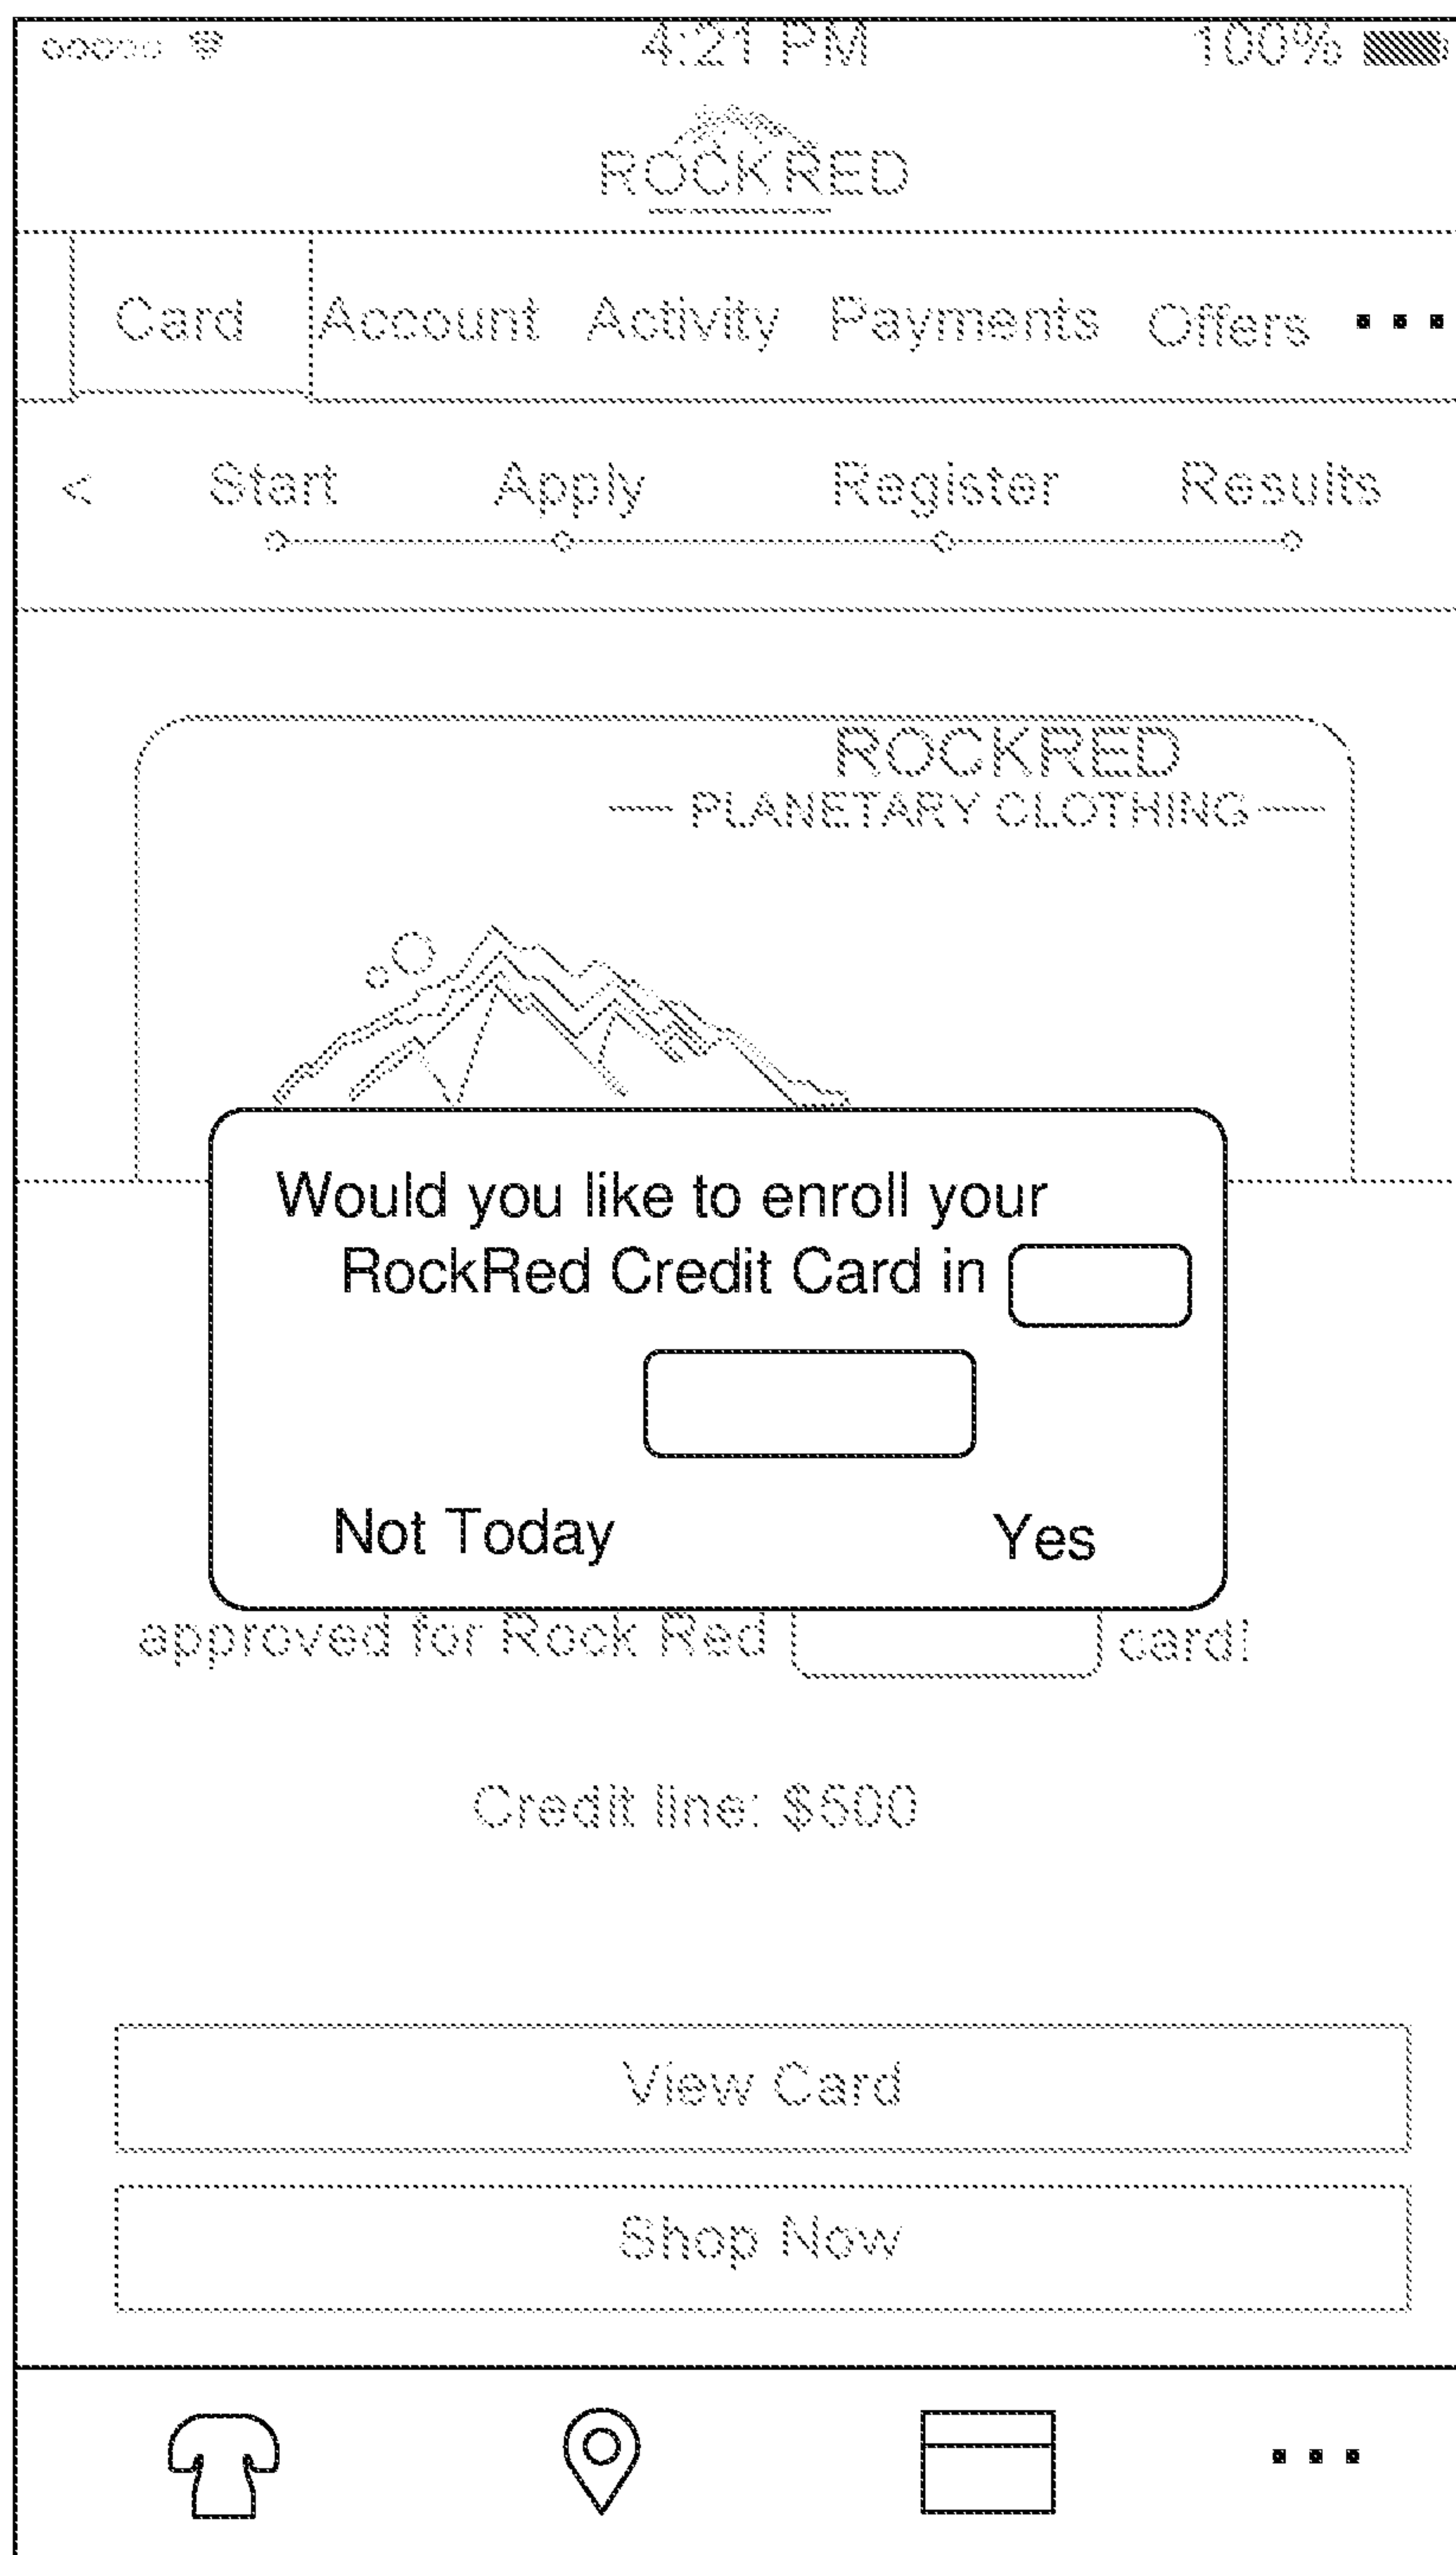 4:21 PM 100%
ROCKRED
Card Account Activity Payments Offers ...
< Start Apply Register Results
ROCKRED
PLANETARY CLOTHING
Would you like to enroll your
RockRed Credit Card in
Not Today Yes
approved for Rock Red card!
Credit line: $500
View Card
Shop Now
...